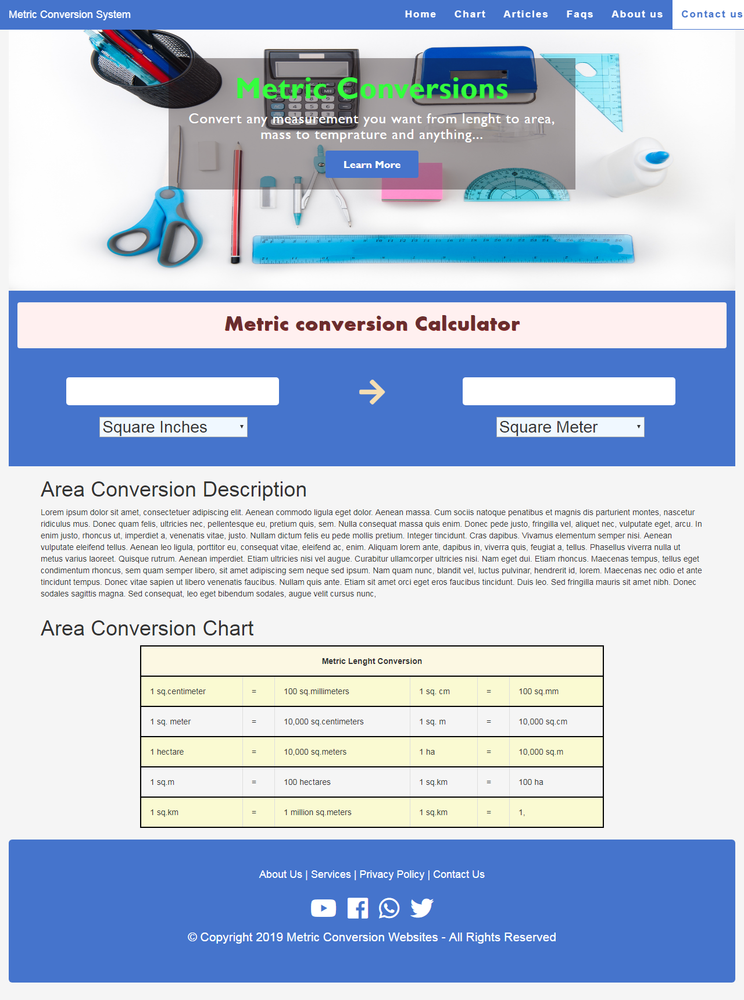 Metric Conversion System
Home Chart Articles Faqs About us Contact us
Metric Conversions
Convert any measurement you want from lenght to area,
mass to temprature and anything...
Learn More
Metric conversion Calculator
Square Inches
Square Meter
Area Conversion Description
Lorem ipsum dolor sit amet, consectetuer adipiscing elit. Aenean commodo ligula eget dolor. Aenean massa. Cum sociis natoque penatibus et magnis dis parturient montes, nascetur
ridiculus mus. Donec quam felis, ultricies nec, pellentesque eu, pretium quis, sem. Nulla consequat massa quis enim. Donec pede justo, fringilla vel, aliquet nec, vulputate eget, arcu. In
enim justo, rhoncus ut, imperdiet a, venenatis vitae, justo. Nullam dictum felis eu pede mollis pretium. Integer tincidunt. Cras dapibus. Vivamus elementum semper nisi. Aenean
vulputate eleifend tellus. Aenean leo ligula, porttitor eu, consequat vitae, eleifend ac, enim. Aliquam lorem ante, dapibus in, viverra quis, feugiat a, tellus. Phasellus viverra nulla ut
metus varius laoreet. Quisque rutrum. Aenean imperdiet. Etiam ultricies nisi vel augue. Curabitur ullamcorper ultricies nisi. Nam eget dui. Etiam rhoncus. Maecenas tempus, tellus eget
condimentum rhoncus, sem quam semper libero, sit amet adipiscing sem neque sed ipsum. Nam quam nunc, blandit vel, luctus pulvinar, hendrerit id, lorem. Maecenas nec odio et ante
tincidunt tempus. Donec vitae sapien ut libero venenatis faucibus. Nullam quis ante. Etiam sit amet orci eget eros faucibus tincidunt. Duis leo. Sed fringilla mauris sit amet nibh. Donec
sodales sagittis magna. Sed consequat, leo eget bibendum sodales, augue velit cursus nunc,
Area Conversion Chart
Metric Lenght Conversion
1 sq.centimeter = 100 sq.millimeters 1 sq. cm = 100 sq.mm
1 sq. meter = 10,000 sq.centimeters 1 sq. m = 10,000 sq.cm
1 hectare = 10,000 sq.meters 1 ha = 10,000 sq.m
1 sq.m = 100 hectares 1 sq.km = 100 ha
1 sq.km = 1 million sq.meters 1 sq.km = 1,
About Us | Services | Privacy Policy | Contact Us
© Copyright 2019 Metric Conversion Websites - All Rights Reserved